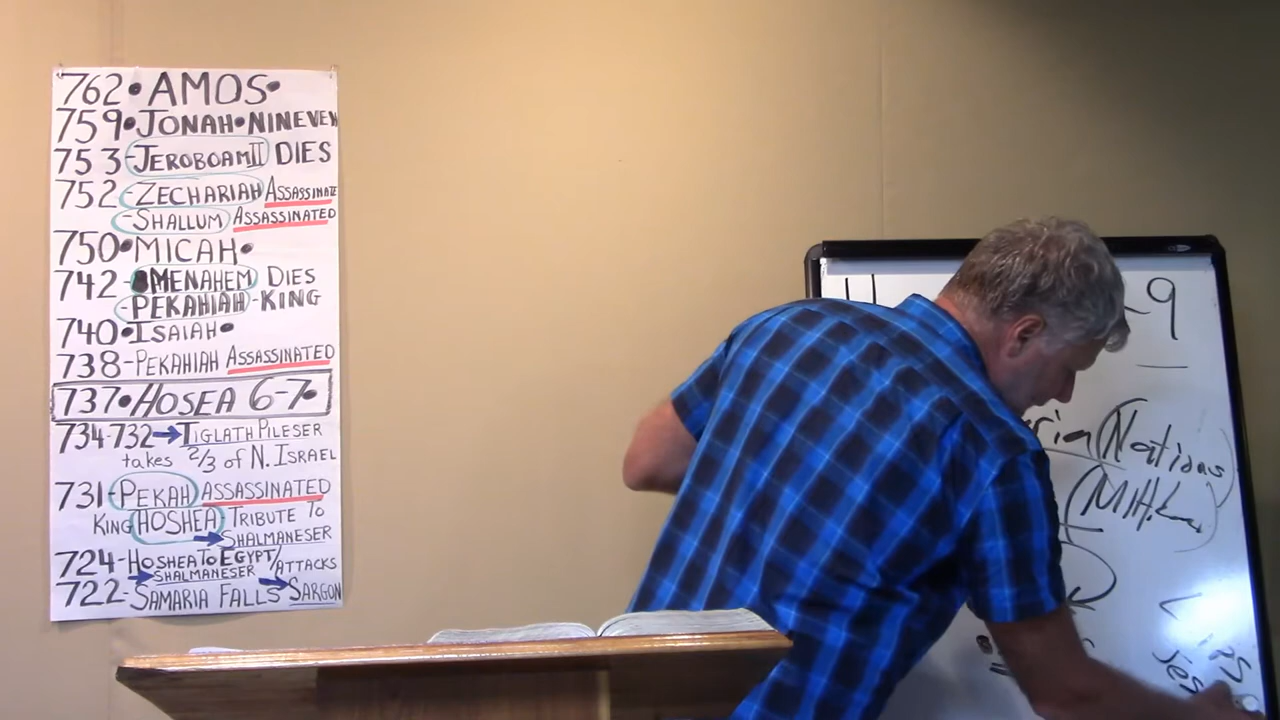 762•AMOS•
759•JONAH•NINEVEH
753-JEROBOAM II DIES
752-ZECHARIAH ASSASSINATE
-SHALLUM ASSASSINATED
750•MICAH•
742-MENAHEM DIES
-PEKAHIAH-KING
740•ISAIAH•
738-PEKAHIAH ASSASSINATED
737•HOSEA 6-7•
734-732→TIGLATH PILESER
takes 2/3 of N. ISRAEL
731-PEKAH ASSASSINATED
KING HOSHEA TRIBUTE TO
→SHALMANESER
724-HOSHEA TO EGYPT/ATTACKS
→SHALMANESER
722-SAMARIA FALLS→SARGON
-9
Nations